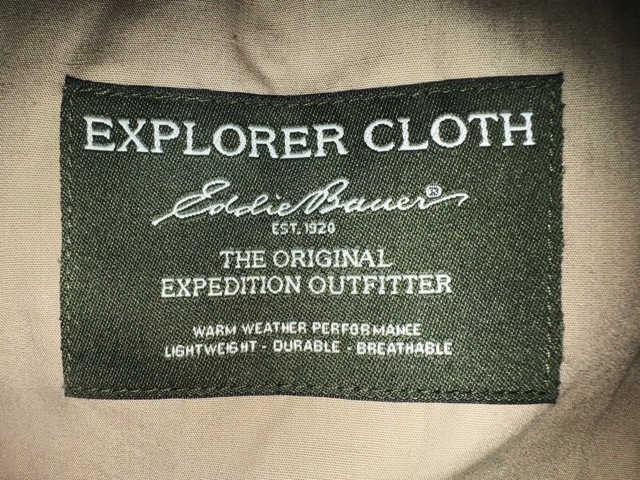 EXPLORER CLOTH
Eddie Bauer®
EST. 1920
THE ORIGINAL
EXPEDITION OUTFITTER
WARM WEATHER PERFORMANCE
LIGHTWEIGHT - DURABLE - BREATHABLE